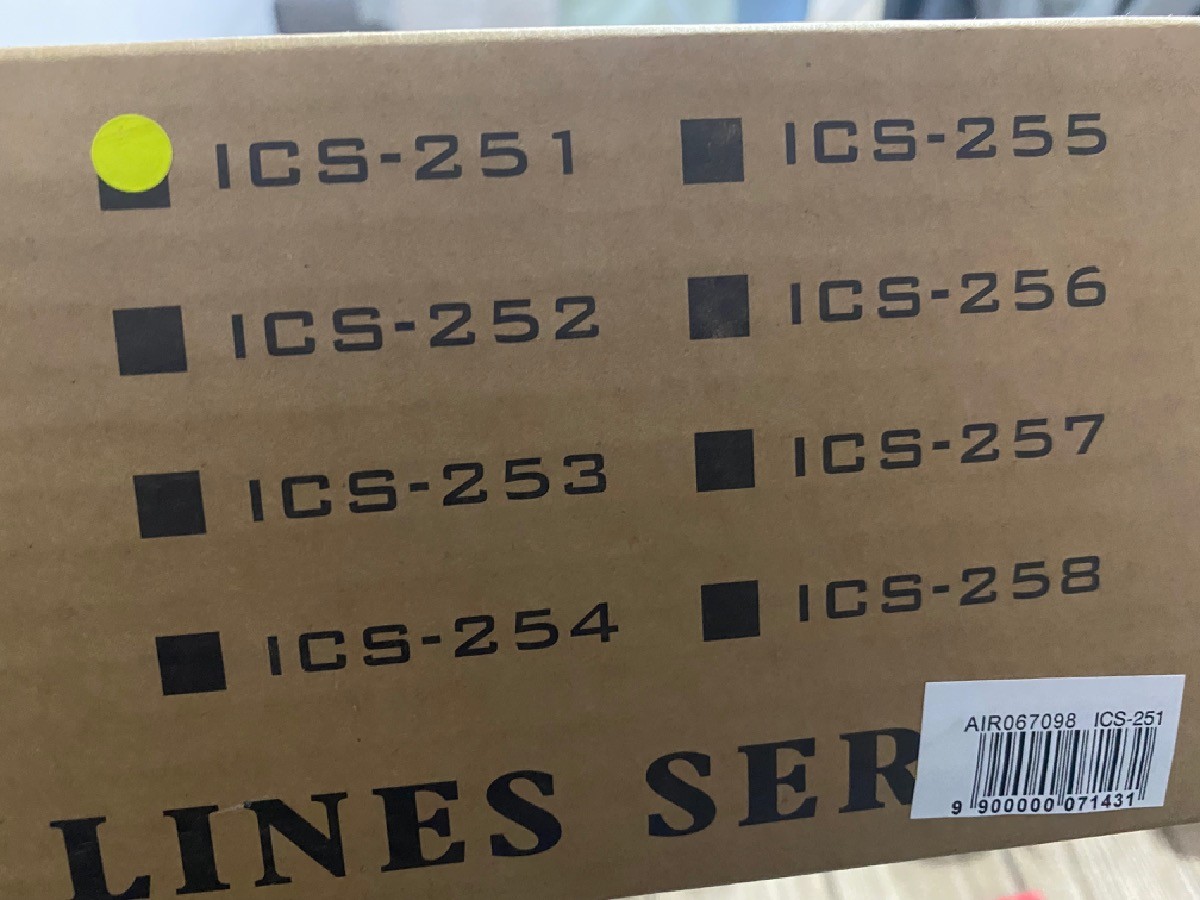 ICS-251
ICS-255
ICS-252
ICS-256
ICS-253
ICS-257
ICS-254
ICS-258
LINES SER
AIR067098 ICS-251
9 900000 071431